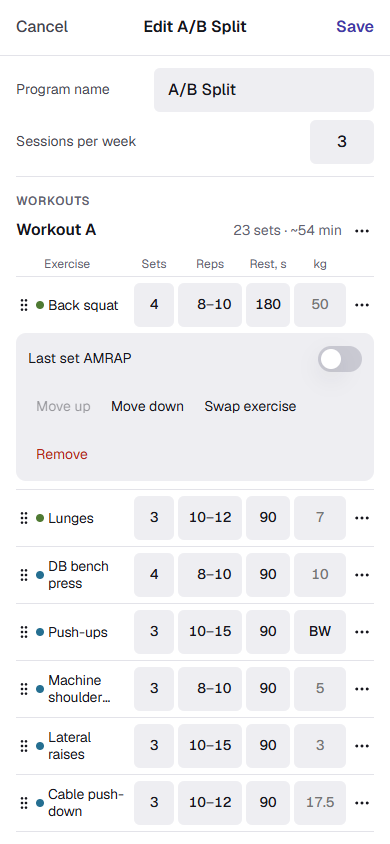 Cancel Edit A/B Split Save
Program name A/B Split
Sessions per week 3
WORKOUTS
Workout A 23 sets · ~54 min
Exercise Sets Reps Rest, s kg
Back squat 4 8–10 180 50
Last set AMRAP
Move up Move down Swap exercise
Remove
Lunges 3 10–12 90 7
DB bench press 4 8–10 90 10
Push-ups 3 10–15 90 BW
Machine shoulder... 3 8–10 90 5
Lateral raises 3 10–15 90 3
Cable push-down 3 10–12 90 17.5